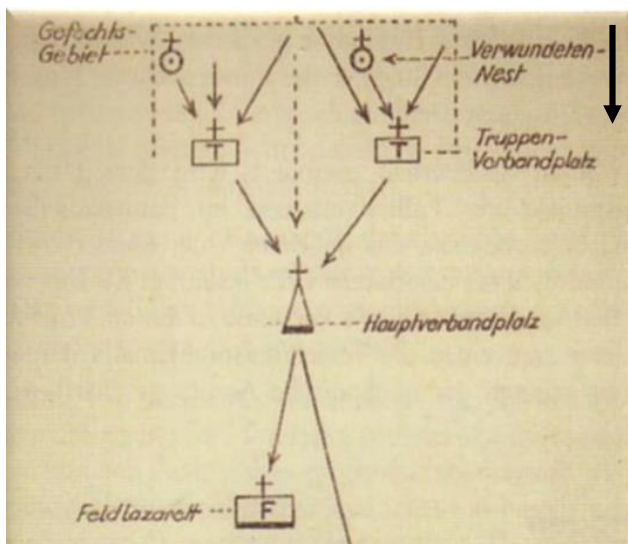 Gefechts-
Gebiet
Verwundeten-
Nest
T
T
Truppen-
Verbandplatz
Hauptverbandplatz
Feldlazarett
F